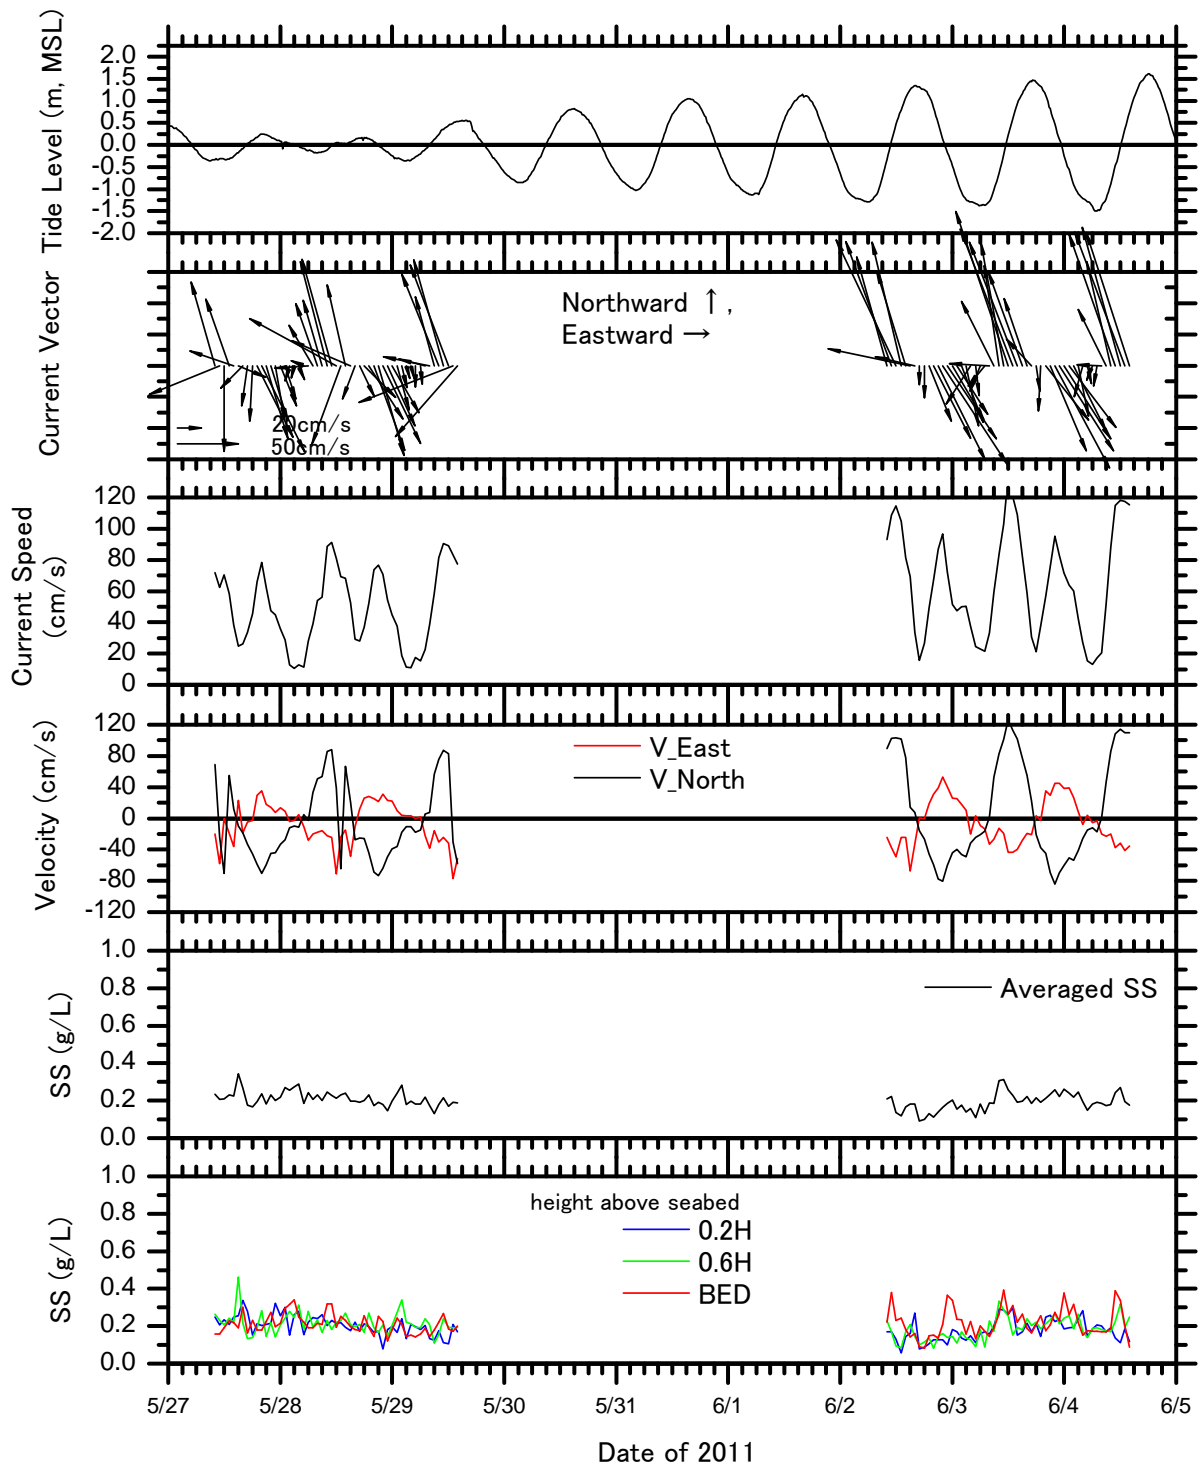 Tide Level (m, MSL)
2.0
1.5
1.0
0.5
0.0
-0.5
-1.0
-1.5
-2.0
Current Vector
Northward ↑,
Eastward →
20cm/s
50cm/s
Current Speed
(cm/s)
120
100
80
60
40
20
0
Velocity (cm/s)
120
80
40
0
-40
-80
-120
V_East
V_North
SS (g/L)
1.0
0.8
0.6
0.4
0.2
0.0
Averaged SS
SS (g/L)
1.0
0.8
0.6
0.4
0.2
0.0
height above seabed
0.2H
0.6H
BED
5/27 5/28 5/29 5/30 5/31 6/1 6/2 6/3 6/4 6/5
Date of 2011